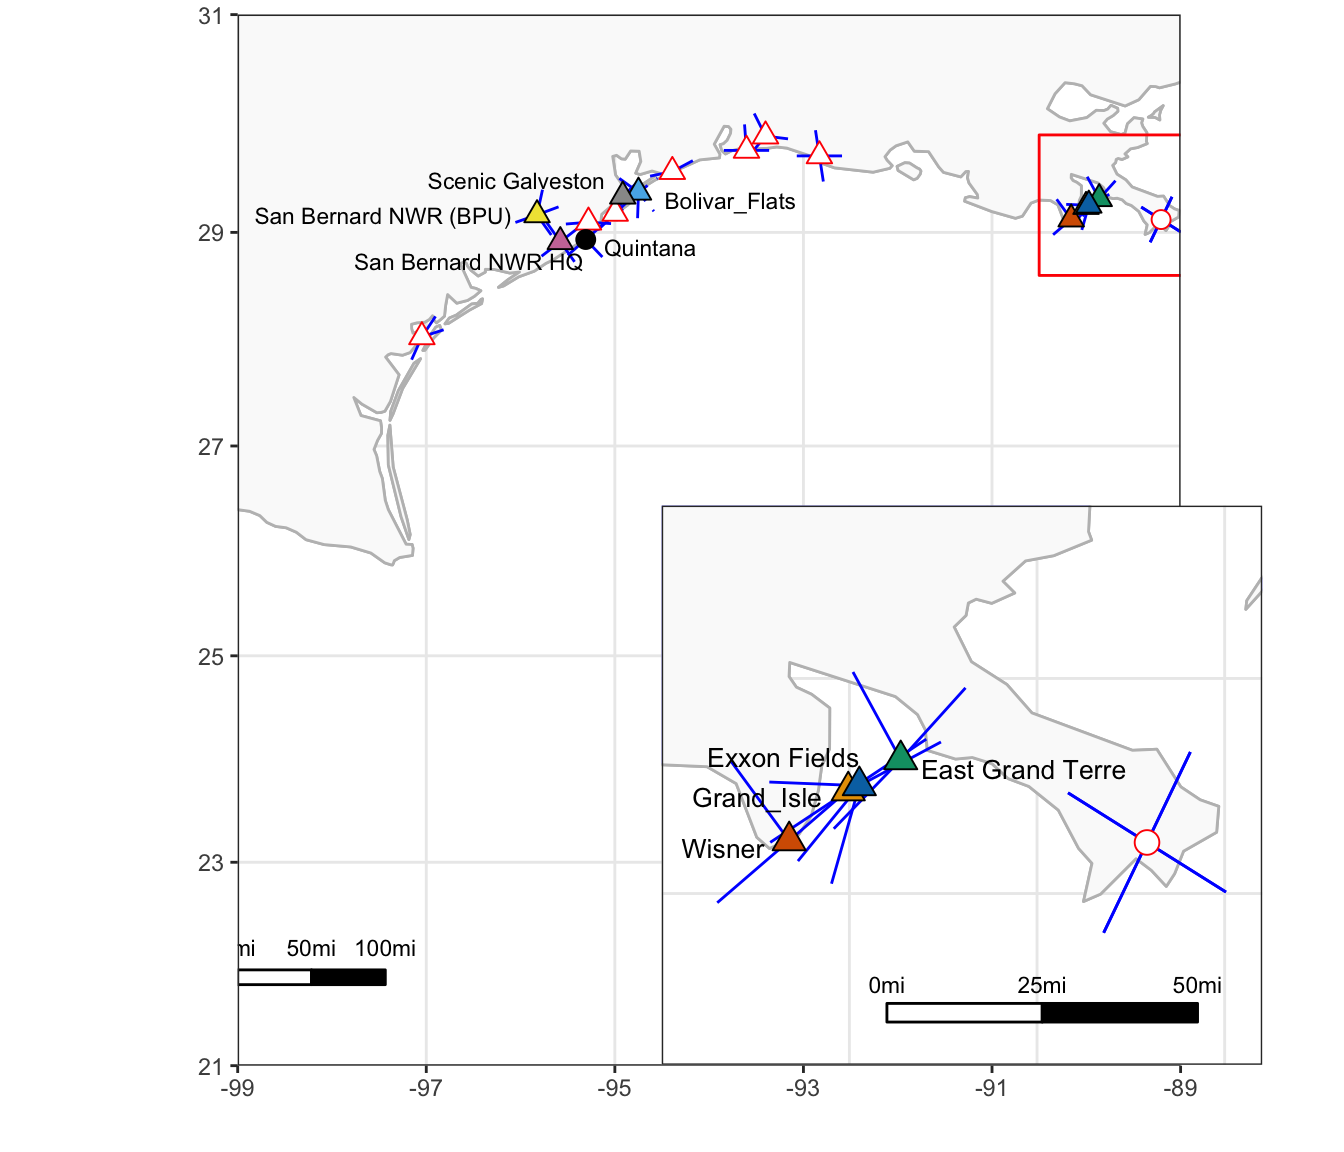 31
29
27
25
23
21
-99
-97
-95
-93
-91
-89
Scenic Galveston
Bolivar_Flats
San Bernard NWR (BPU)
Quintana
San Bernard NWR HQ
Exxon Fields
East Grand Terre
Grand_Isle
Wisner
mi
50mi
100mi
0mi
25mi
50mi